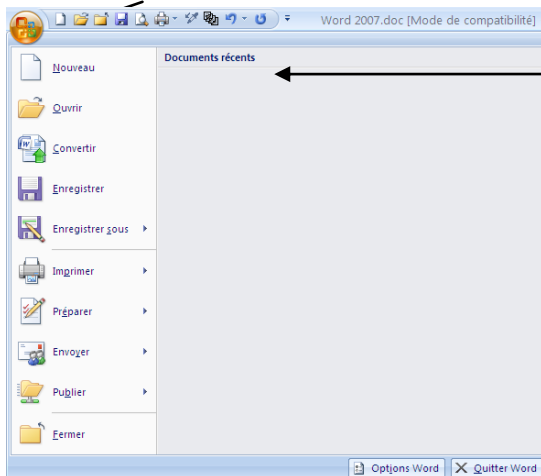 Word 2007.doc [Mode de compatibilité]
Documents récents
Nouveau
Ouvrir
Convertir
Enregistrer
Enregistrer sous
Imprimer
Préparer
Envoyer
Publier
Fermer
Options Word
Quitter Word